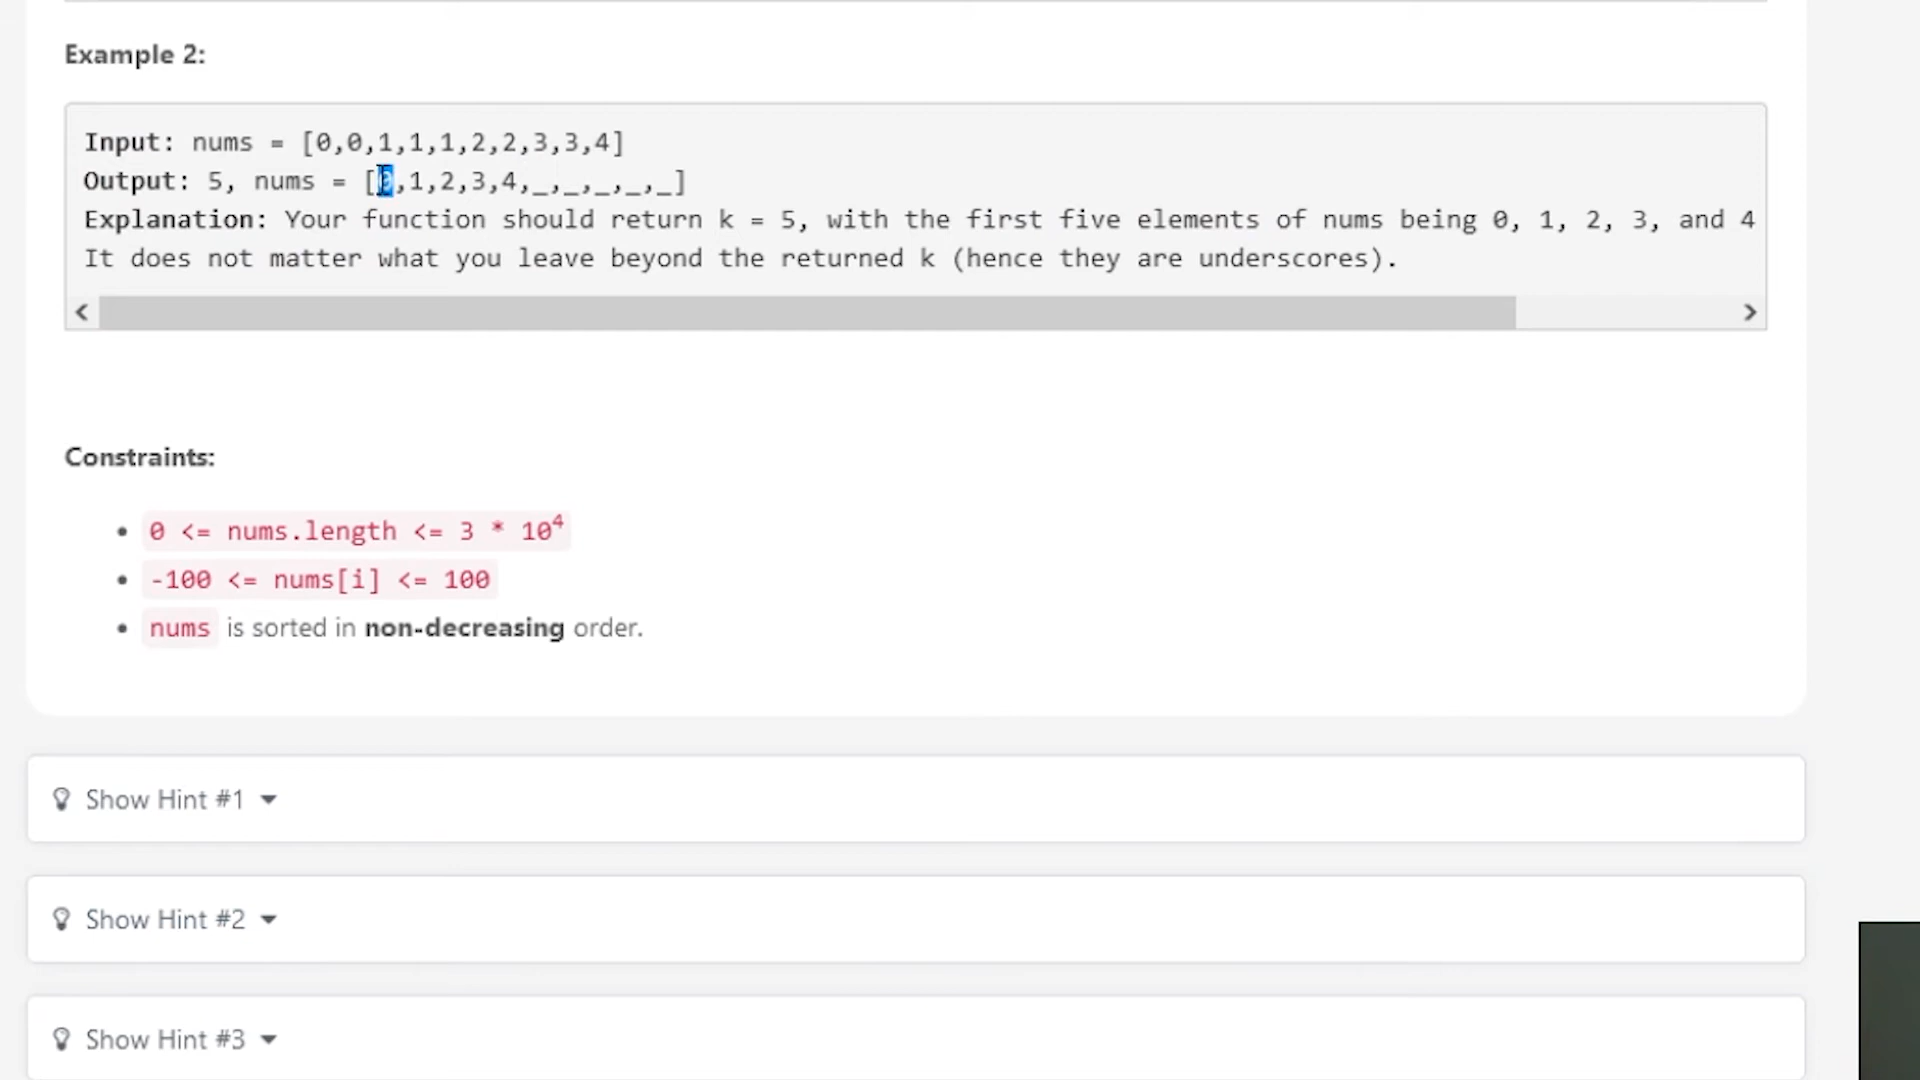 Example 2:
Input: nums = [0,0,1,1,1,2,2,3,3,4]
Output: 5, nums = [0,1,2,3,4,_,_,_,_,_]
Explanation: Your function should return k = 5, with the first five elements of nums being 0, 1, 2, 3, and 4
It does not matter what you leave beyond the returned k (hence they are underscores).
Constraints:
• 0 <= nums.length <= 3 * 10⁴
• -100 <= nums[i] <= 100
• nums is sorted in non-decreasing order.
Show Hint #1
Show Hint #2
Show Hint #3